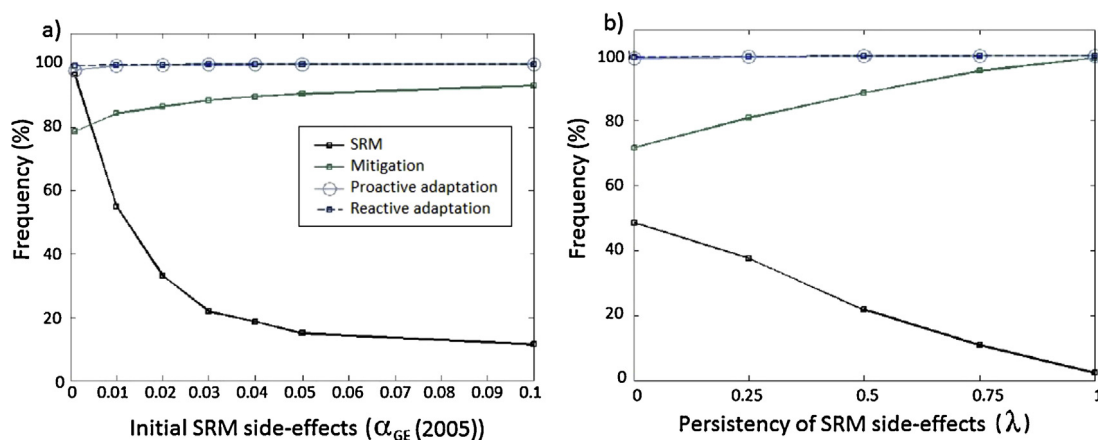 a)
100
80
60
40
20
0
Frequency (%)
SRM
Mitigation
Proactive adaptation
Reactive adaptation
0 0.01 0.02 0.03 0.04 0.05 0.06 0.07 0.08 0.09 0.1
Initial SRM side-effects (α_GE (2005))
b)
100
80
60
40
20
0
Frequency (%)
0 0.25 0.5 0.75 1
Persistency of SRM side-effects (λ)